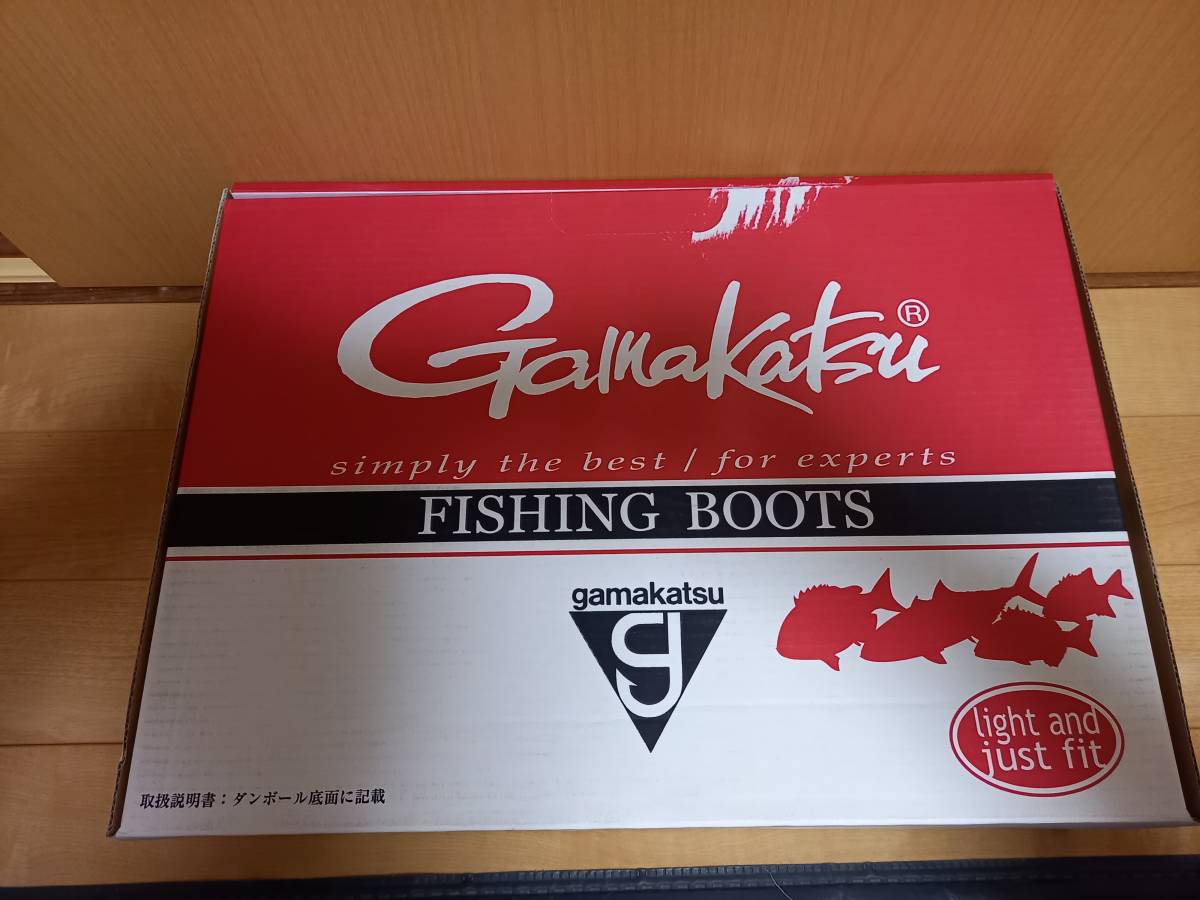 Gamakatsu®
simply the best / for experts
FISHING BOOTS
gamakatsu
g
light and
just fit
取扱説明書：ダンボール底面に記載